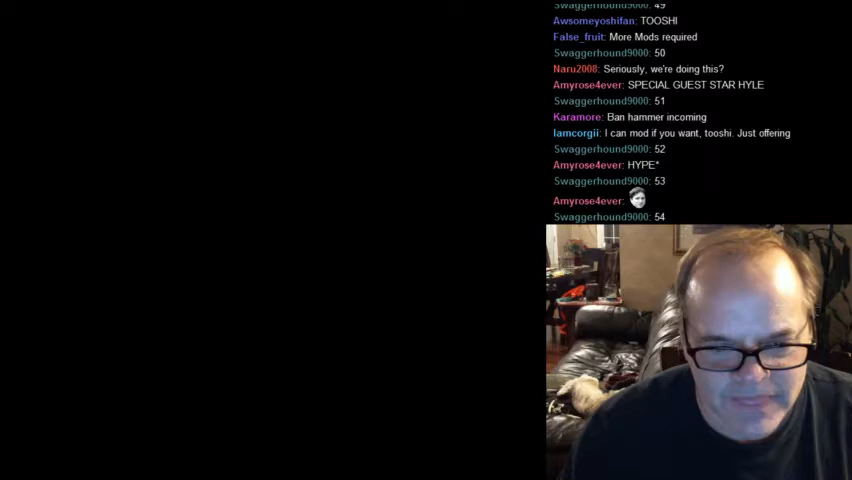 Swaggerhound9000: 49
Awsomeyoshifan: TOOSHI
False_fruit: More Mods required
Swaggerhound9000: 50
Naru2008: Seriously, we're doing this?
Amyrose4ever: SPECIAL GUEST STAR HYLE
Swaggerhound9000: 51
Karamore: Ban hammer incoming
Iamcorgii: I can mod if you want, tooshi. Just offering
Swaggerhound9000: 52
Amyrose4ever: HYPE*
Swaggerhound9000: 53
Amyrose4ever:
Swaggerhound9000: 54